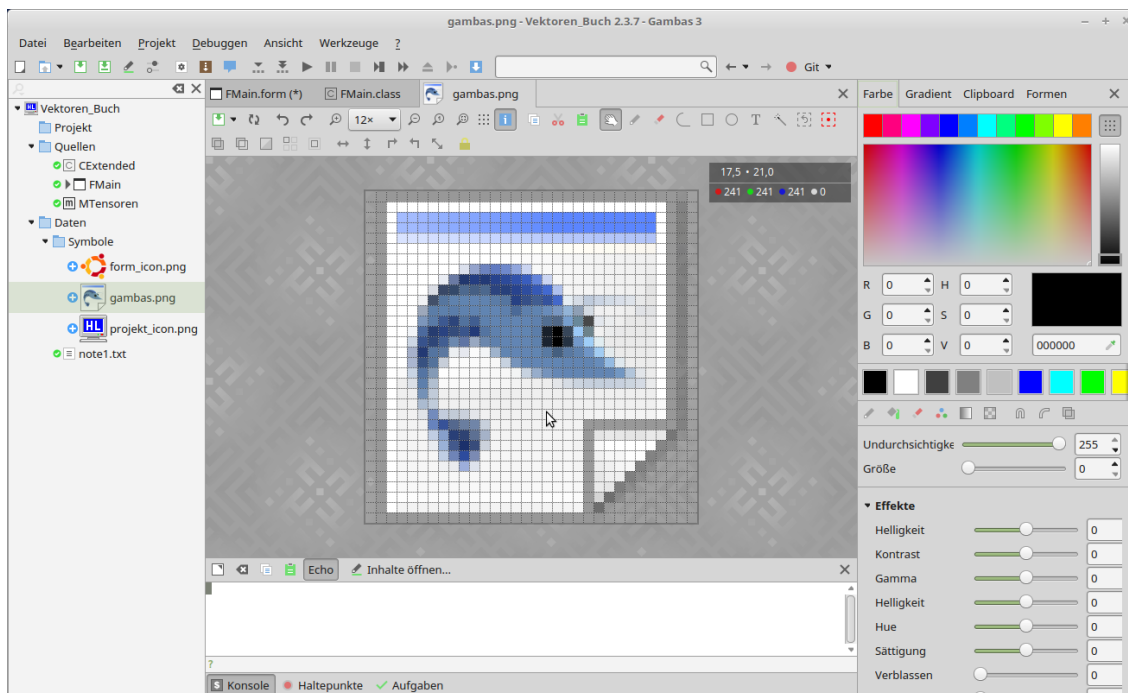 gambas.png - Vektoren_Buch 2.3.7 - Gambas 3
Datei Bearbeiten Projekt Debuggen Ansicht Werkzeuge ?
Git
FMain.form (*) FMain.class gambas.png
Farbe Gradient Clipboard Formen
Vektoren_Buch
Projekt
Quellen
C CExtended
FMain
m MTensoren
Daten
Symbole
form_icon.png
gambas.png
HL projekt_icon.png
note1.txt
12×
T
17,5 • 21,0
241 241 241 0
R 0 H 0
G 0 S 0
B 0 V 0 000000
Undurchsichtigke 255
Größe 0
Effekte
Helligkeit 0
Kontrast 0
Gamma 0
Helligkeit 0
Hue 0
Sättigung 0
Verblassen 0
Echo Inhalte öffnen...
?
$ Konsole Haltepunkte Aufgaben